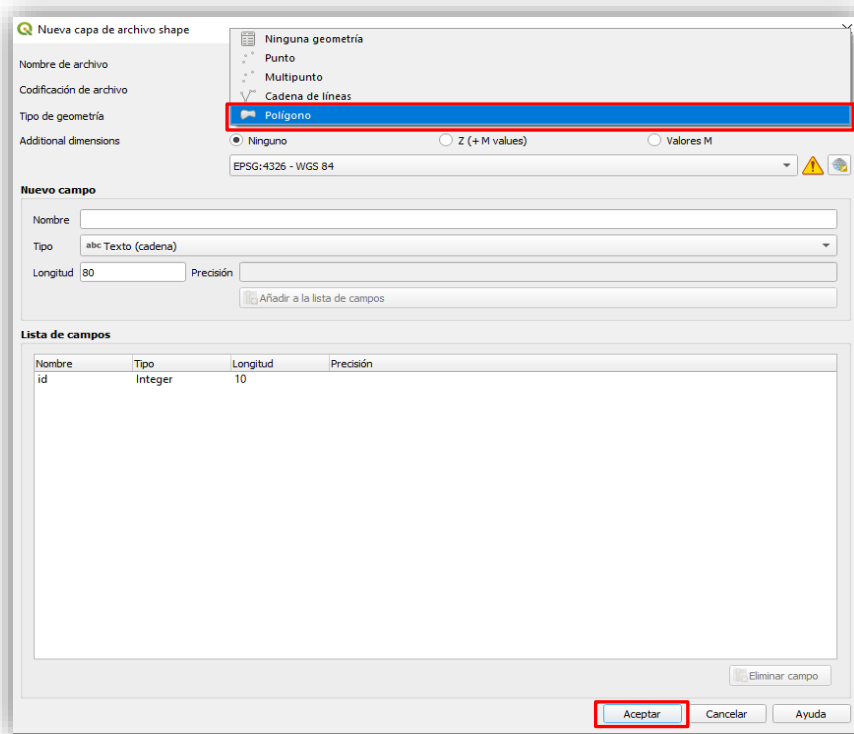 Nueva capa de archivo shape
Ninguna geometría
Nombre de archivo
Punto
Multipunto
Codificación de archivo
Cadena de líneas
Tipo de geometría
Polígono
Additional dimensions
Ninguno
Z (+ M values)
Valores M
EPSG:4326 - WGS 84
Nuevo campo
Nombre
Tipo
abc Texto (cadena)
Longitud 80
Precisión
Añadir a la lista de campos
Lista de campos
Nombre Tipo Longitud Precisión
id Integer 10
Eliminar campo
Aceptar Cancelar Ayuda